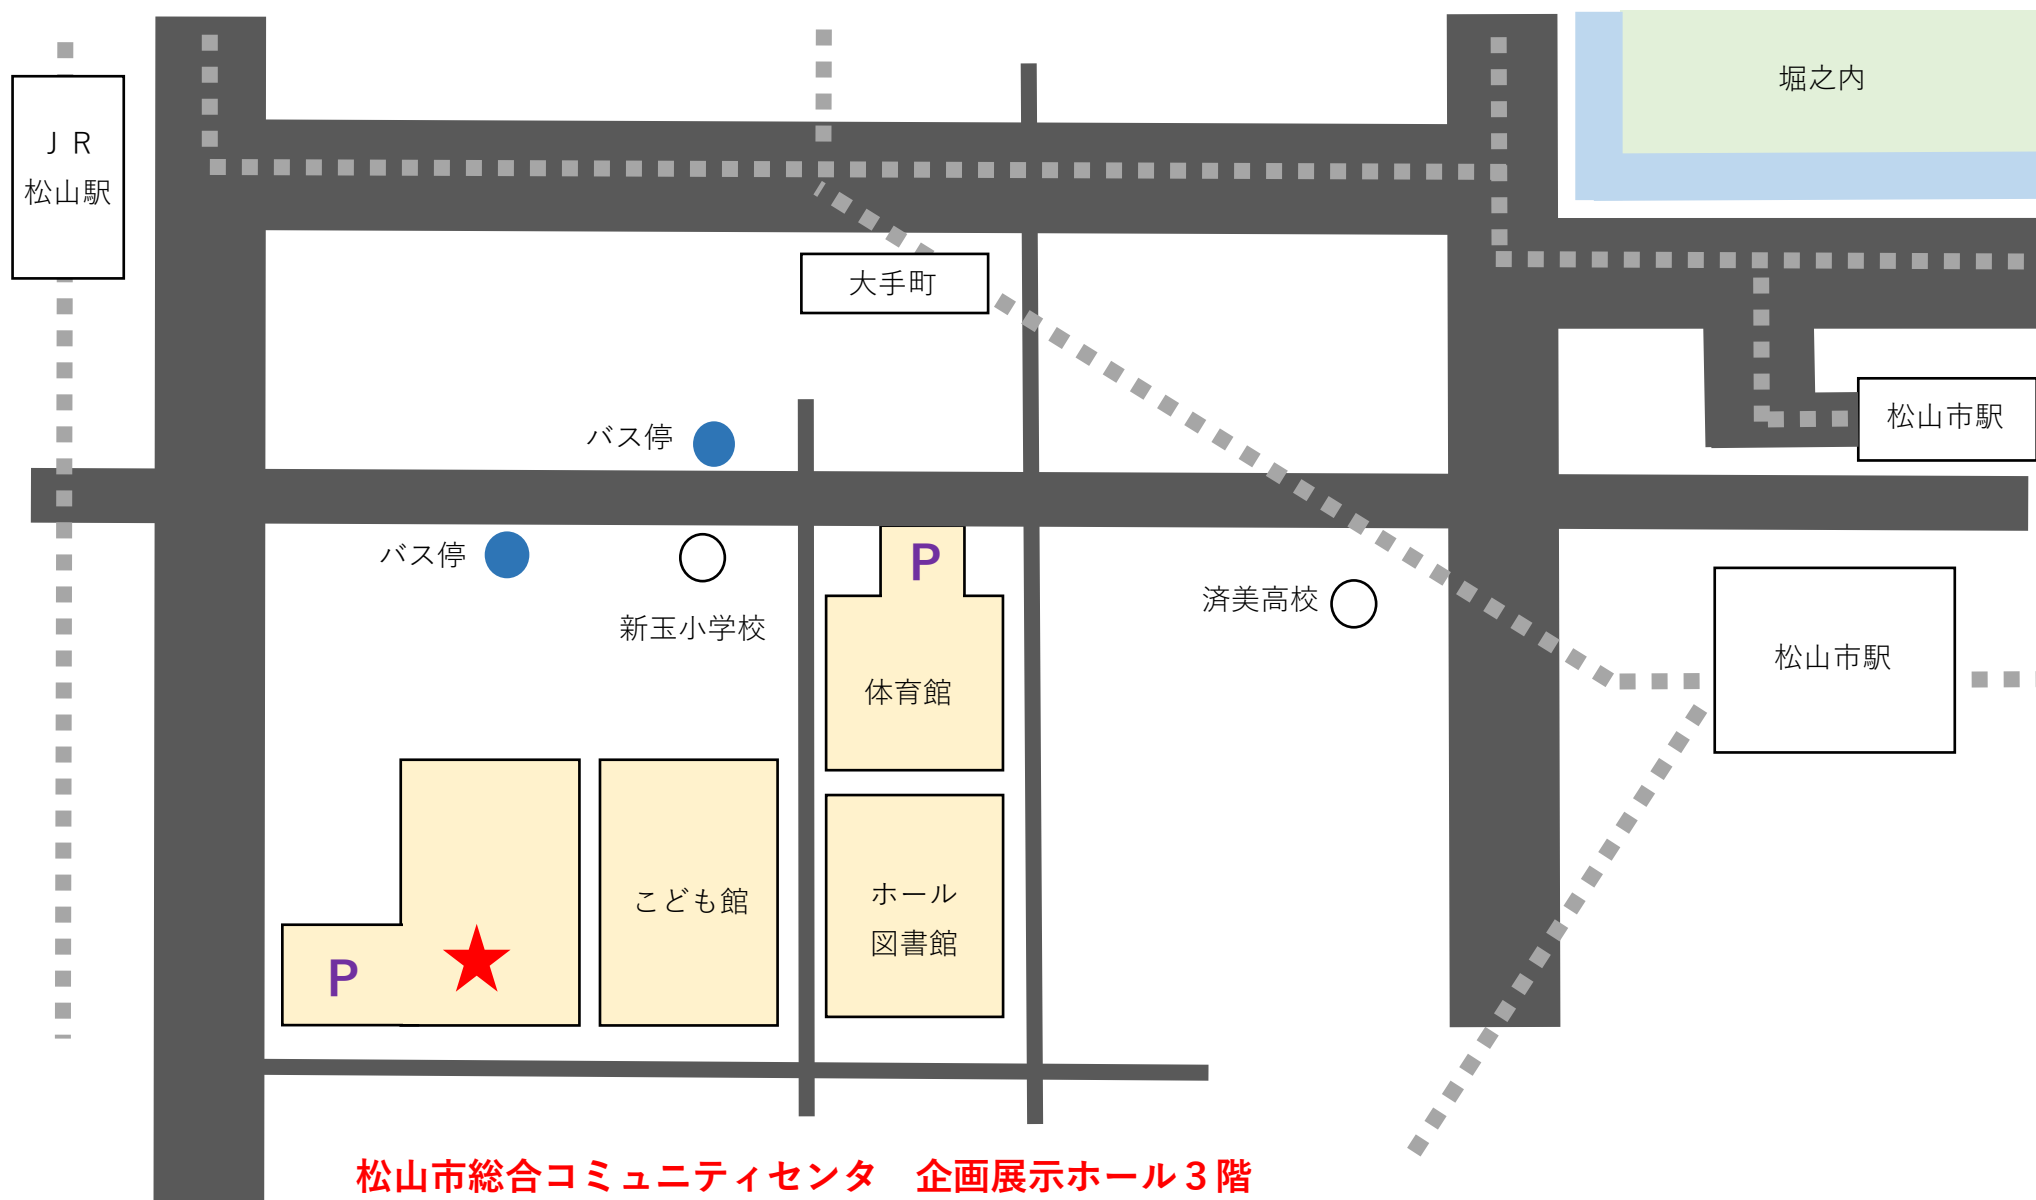 堀之内
ＪＲ
松山駅
大手町
松山市駅
バス停
バス停
P
新玉小学校
済美高校
松山市駅
体育館
こども館
ホール
図書館
P
松山市総合コミュニティセンタ　企画展示ホール３階